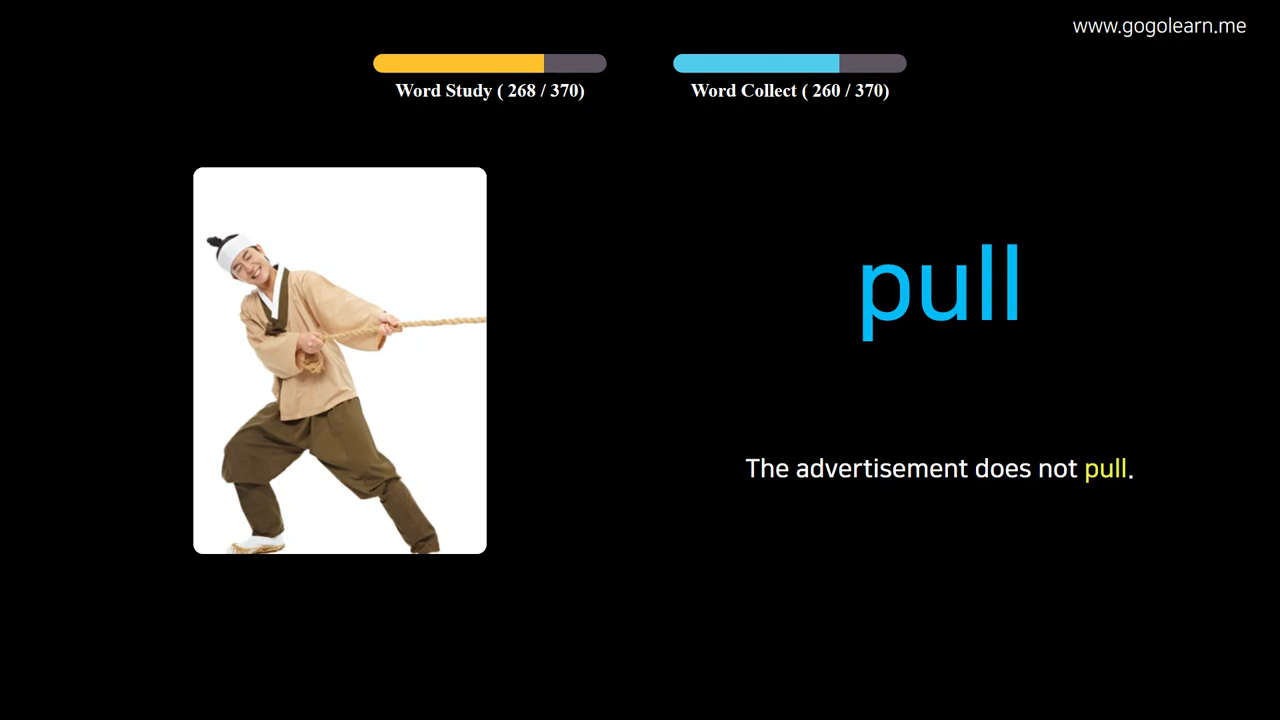 www.gogolearn.me
Word Study ( 268 / 370)
Word Collect ( 260 / 370)
pull
The advertisement does not pull.